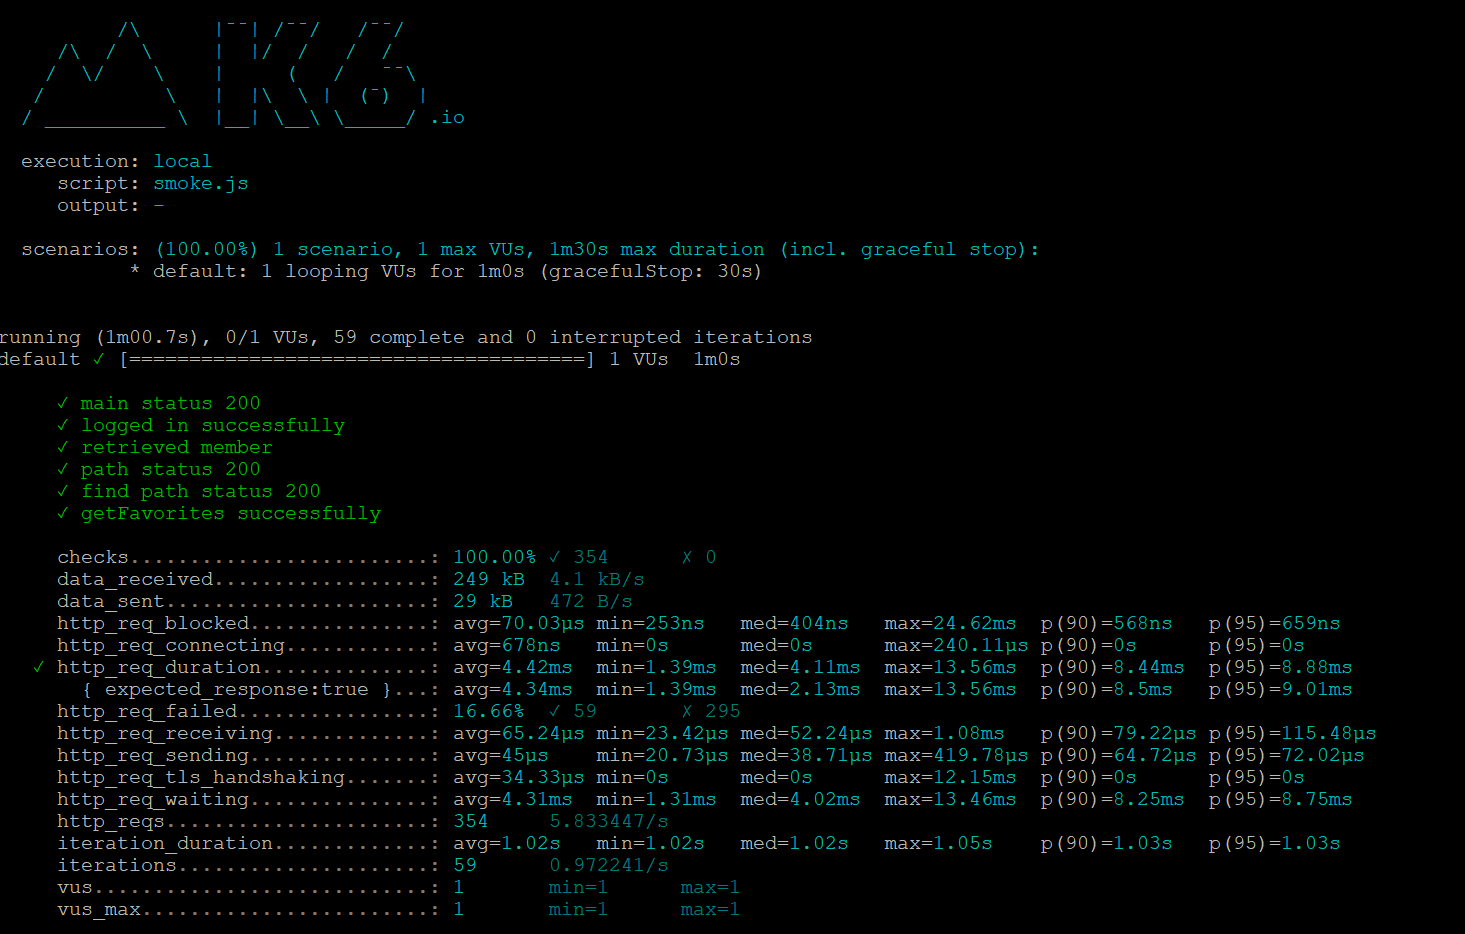 /\      |‾‾| /‾‾/   /‾‾/
     /\  /  \     |  |/  /   /  /
    /  \/    \    |     (   /   ‾‾\
   /          \   |  |\  \ |  (‾)  |
  / __________ \  |__| \__\ \_____/ .io
  execution: local
     script: smoke.js
     output: -
  scenarios: (100.00%) 1 scenario, 1 max VUs, 1m30s max duration (incl. graceful stop):
           * default: 1 looping VUs for 1m0s (gracefulStop: 30s)
running (1m00.7s), 0/1 VUs, 59 complete and 0 interrupted iterations
default ✓ [======================================] 1 VUs  1m0s
     ✓ main status 200
     ✓ logged in successfully
     ✓ retrieved member
     ✓ path status 200
     ✓ find path status 200
     ✓ getFavorites successfully
     checks.........................: 100.00% ✓ 354      ✗ 0
     data_received..................: 249 kB  4.1 kB/s
     data_sent......................: 29 kB   472 B/s
     http_req_blocked...............: avg=70.03µs min=253ns   med=404ns   max=24.62ms  p(90)=568ns   p(95)=659ns
     http_req_connecting............: avg=678ns   min=0s      med=0s      max=240.11µs p(90)=0s      p(95)=0s
   ✓ http_req_duration..............: avg=4.42ms  min=1.39ms  med=4.11ms  max=13.56ms  p(90)=8.44ms  p(95)=8.88ms
       { expected_response:true }...: avg=4.34ms  min=1.39ms  med=2.13ms  max=13.56ms  p(90)=8.5ms   p(95)=9.01ms
     http_req_failed................: 16.66%  ✓ 59       ✗ 295
     http_req_receiving.............: avg=65.24µs min=23.42µs med=52.24µs max=1.08ms   p(90)=79.22µs p(95)=115.48µs
     http_req_sending...............: avg=45µs    min=20.73µs med=38.71µs max=419.78µs p(90)=64.72µs p(95)=72.02µs
     http_req_tls_handshaking.......: avg=34.33µs min=0s      med=0s      max=12.15ms  p(90)=0s      p(95)=0s
     http_req_waiting...............: avg=4.31ms  min=1.31ms  med=4.02ms  max=13.46ms  p(90)=8.25ms  p(95)=8.75ms
     http_reqs......................: 354     5.833447/s
     iteration_duration.............: avg=1.02s   min=1.02s   med=1.02s   max=1.05s    p(90)=1.03s   p(95)=1.03s
     iterations.....................: 59      0.972241/s
     vus............................: 1       min=1      max=1
     vus_max........................: 1       min=1      max=1